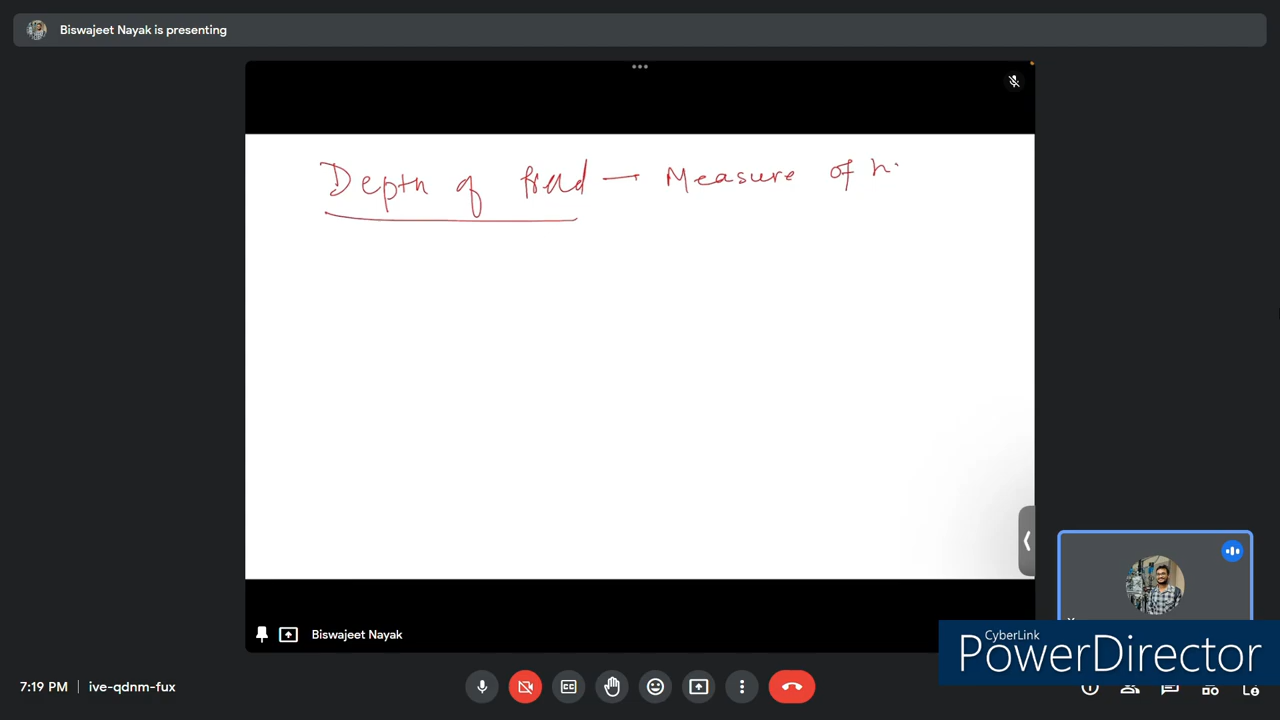 Biswajeet Nayak is presenting
Depth of field → Measure of h
Biswajeet Nayak
CyberLink
PowerDirector
7:19 PM | ive-qdnm-fux